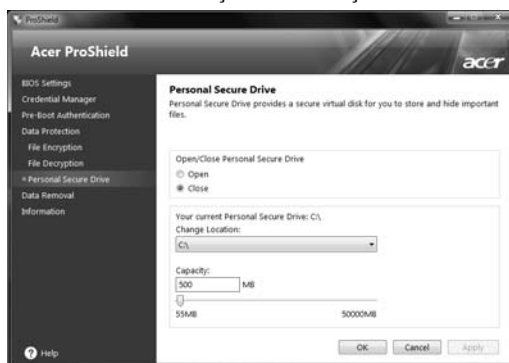 ProShield
Acer ProShield
acer
BIOS Settings
Credential Manager
Pre-Boot Authentication
Data Protection
File Encryption
File Decryption
Personal Secure Drive
Data Removal
Information
Help
Personal Secure Drive
Personal Secure Drive provides a secure virtual disk for you to store and hide important
files.
Open/Close Personal Secure Drive
Open
Close
Your current Personal Secure Drive: C:\,
Change Location:
C:\
Capacity:
500 MB
55MB 50000MB
OK Cancel Apply